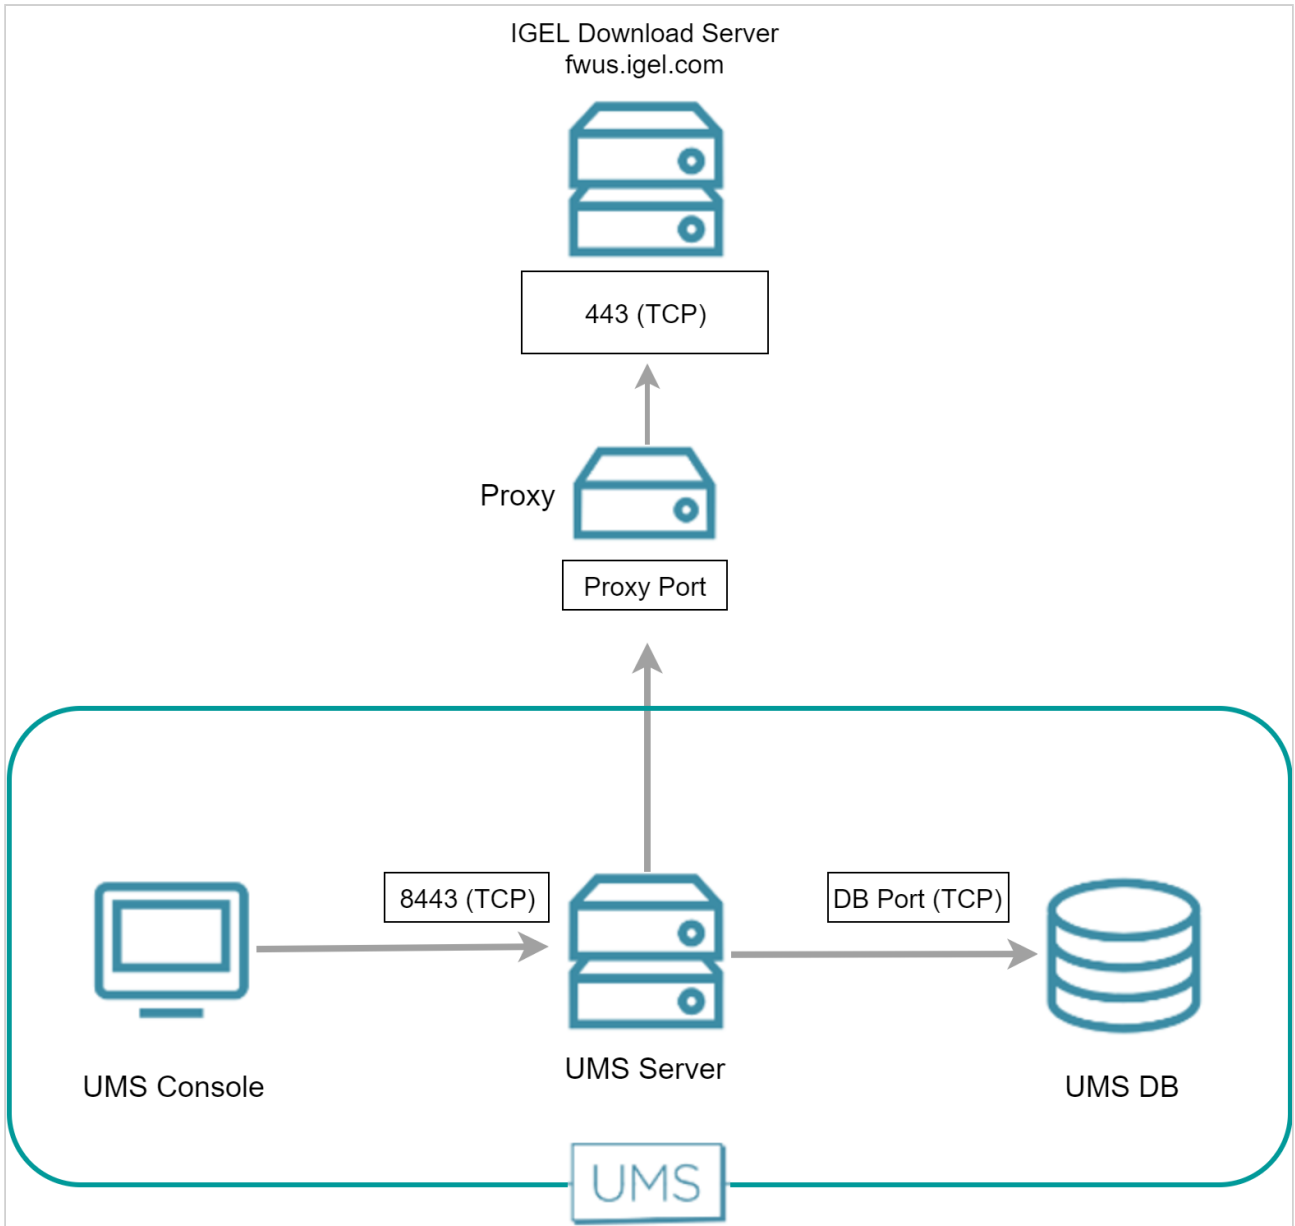 IGEL Download Server
fwus.igel.com
443 (TCP)
Proxy
Proxy Port
8443 (TCP)
DB Port (TCP)
UMS Console
UMS Server
UMS DB
UMS